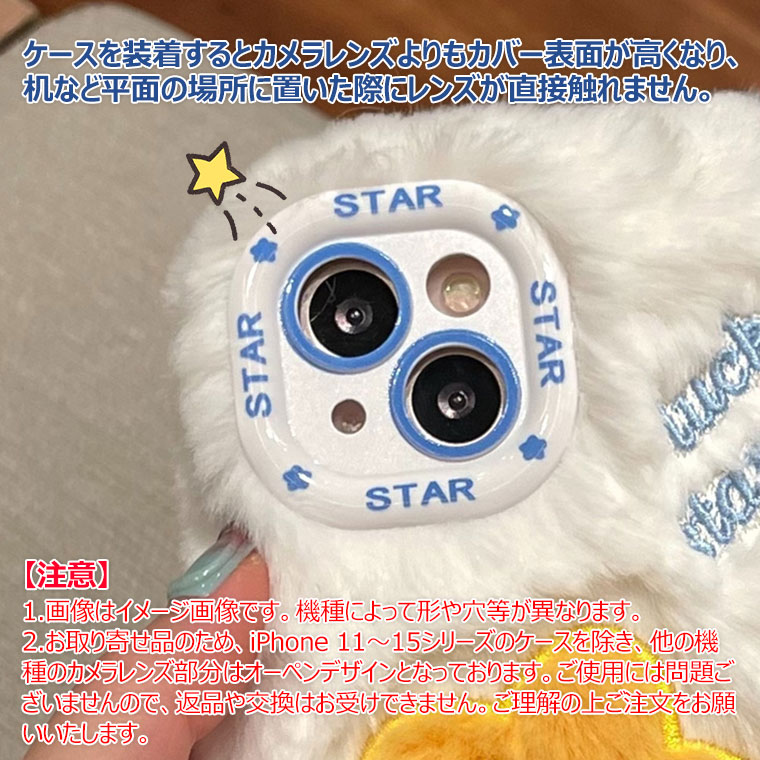 ケースを装着するとカメラレンズよりもカバー表面が高くなり、
机など平面の場所に置いた際にレンズが直接触れません。
STAR
STAR
STAR
STAR
luck
sta
【注意】
1.画像はイメージ画像です。機種によって形や穴等が異なります。
2.お取り寄せ品のため、iPhone 11～15シリーズのケースを除き、他の機
種のカメラレンズ部分はオーペンデザインとなっております。ご使用には問題ご
ざいませんので、返品や交換はお受けできません。ご理解の上ご注文をお願
いいたします。